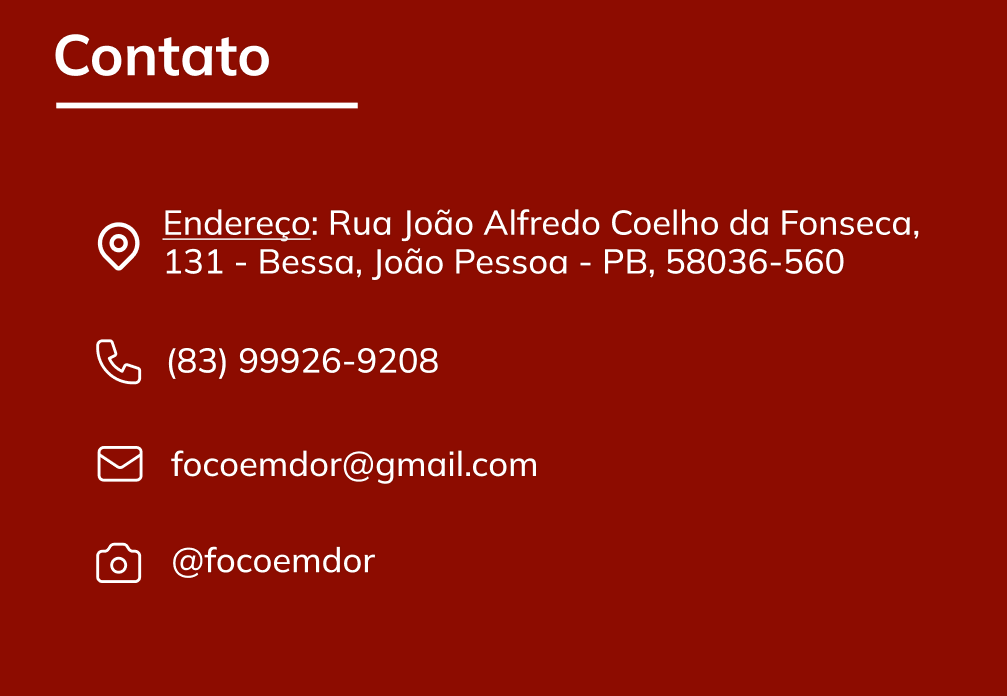 Contato
Endereço: Rua João Alfredo Coelho da Fonseca,
131 - Bessa, João Pessoa - PB, 58036-560
(83) 99926-9208
focoemdor@gmail.com
@focoemdor